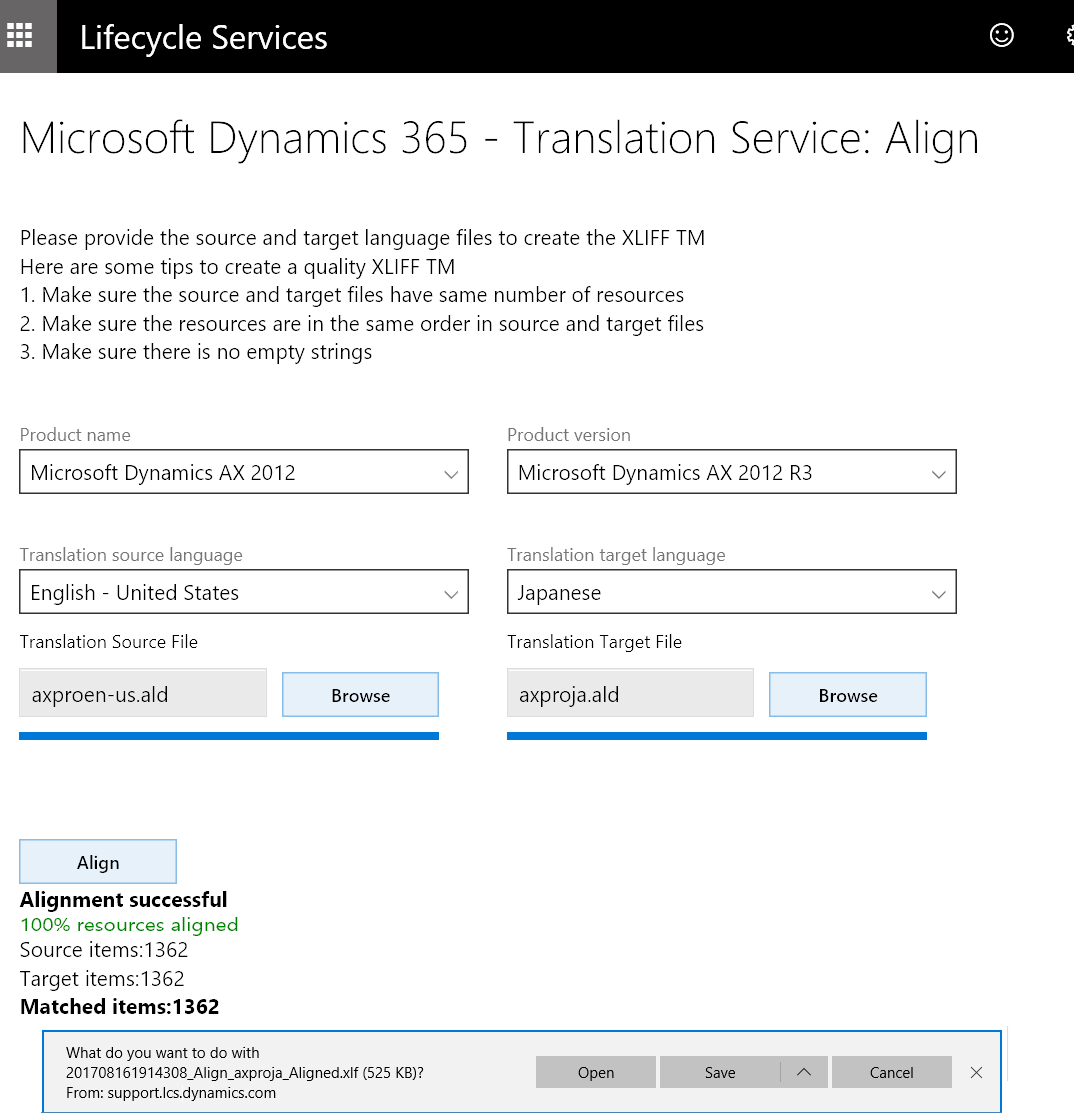 Lifecycle Services
Microsoft Dynamics 365 - Translation Service: Align
Please provide the source and target language files to create the XLIFF TM
Here are some tips to create a quality XLIFF TM
1. Make sure the source and target files have same number of resources
2. Make sure the resources are in the same order in source and target files
3. Make sure there is no empty strings
Product name
Product version
Microsoft Dynamics AX 2012
Microsoft Dynamics AX 2012 R3
Translation source language
Translation target language
English - United States
Japanese
Translation Source File
Translation Target File
axproen-us.ald
Browse
axproja.ald
Browse
Align
Alignment successful
100% resources aligned
Source items:1362
Target items:1362
Matched items:1362
What do you want to do with
201708161914308_Align_axproja_Aligned.xlf (525 KB)?
From: support.lcs.dynamics.com
Open
Save
Cancel